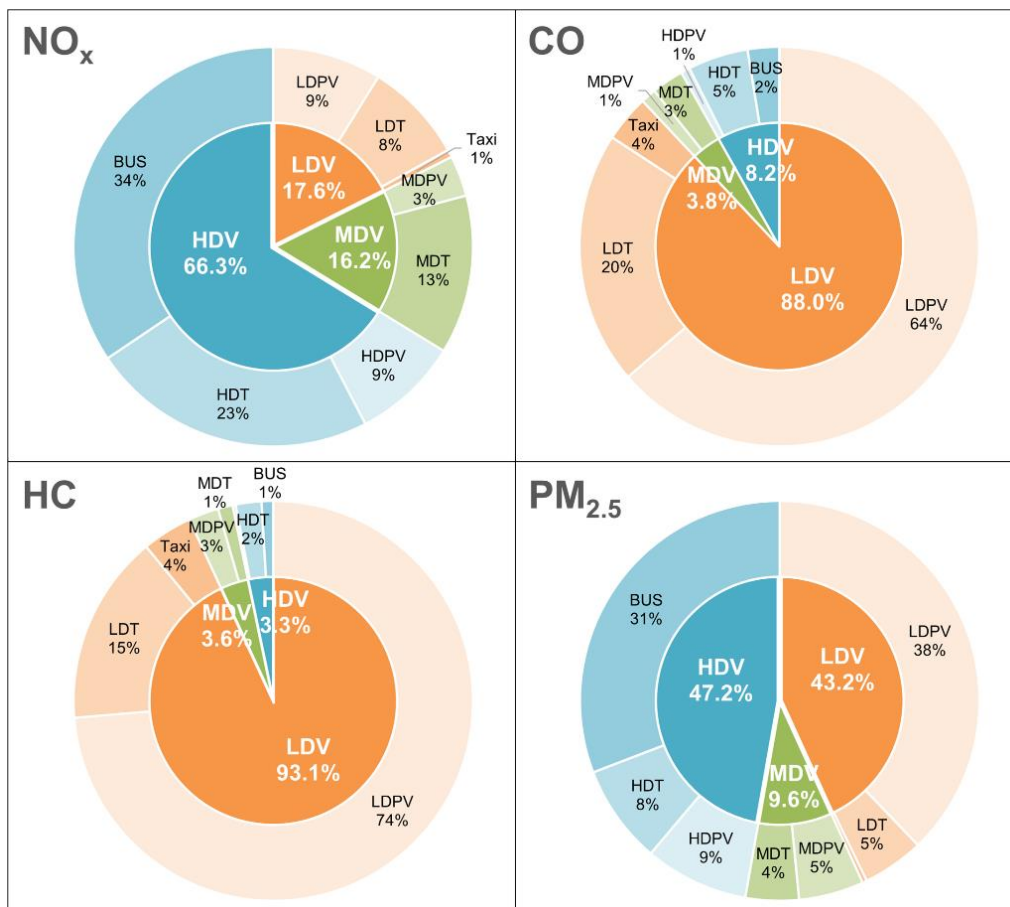 NOx
LDPV
9%
LDT
8%
Taxi
1%
MDPV
3%
MDT
13%
HDPV
9%
HDT
23%
BUS
34%
LDV
17.6%
MDV
16.2%
HDV
66.3%
CO
HDPV
1%
MDPV
1%
MDT
3%
HDT
5%
BUS
2%
Taxi
4%
LDT
20%
LDPV
64%
HDV
8.2%
MDV
3.8%
LDV
88.0%
HC
BUS
1%
MDT
1%
HDT
2%
MDPV
3%
Taxi
4%
LDT
15%
LDPV
74%
HDV
3.3%
MDV
3.6%
LDV
93.1%
PM2.5
BUS
31%
LDPV
38%
HDV
47.2%
LDV
43.2%
MDV
9.6%
HDT
8%
HDPV
9%
MDT
4%
MDPV
5%
LDT
5%